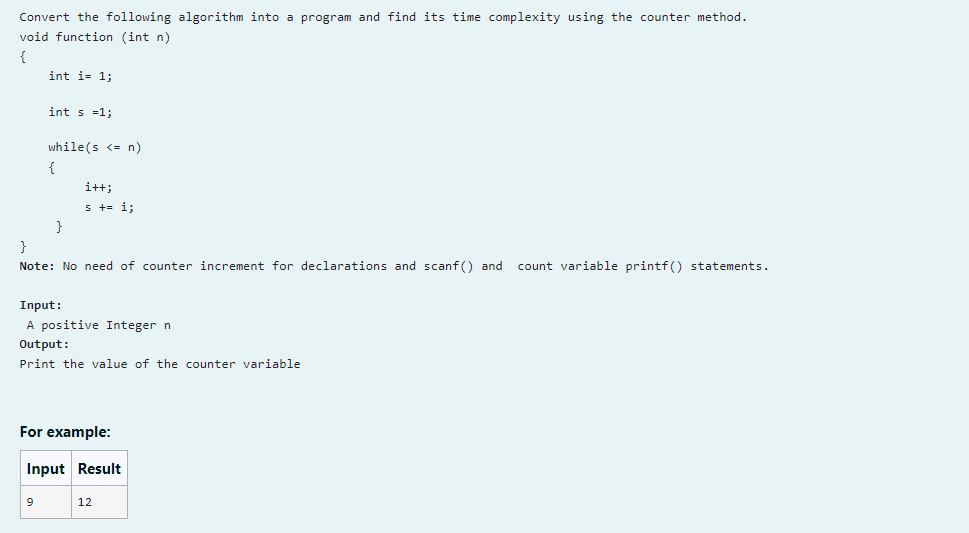 Convert the following algorithm into a program and find its time complexity using the counter method.
void function (int n)
{
int i= 1;
int s =1;
while(s <= n)
{
i++;
s += i;
}
}
Note: No need of counter increment for declarations and scanf() and  count variable printf() statements.
Input:
A positive Integer n
Output:
Print the value of the counter variable
For example:
Input Result
9 12